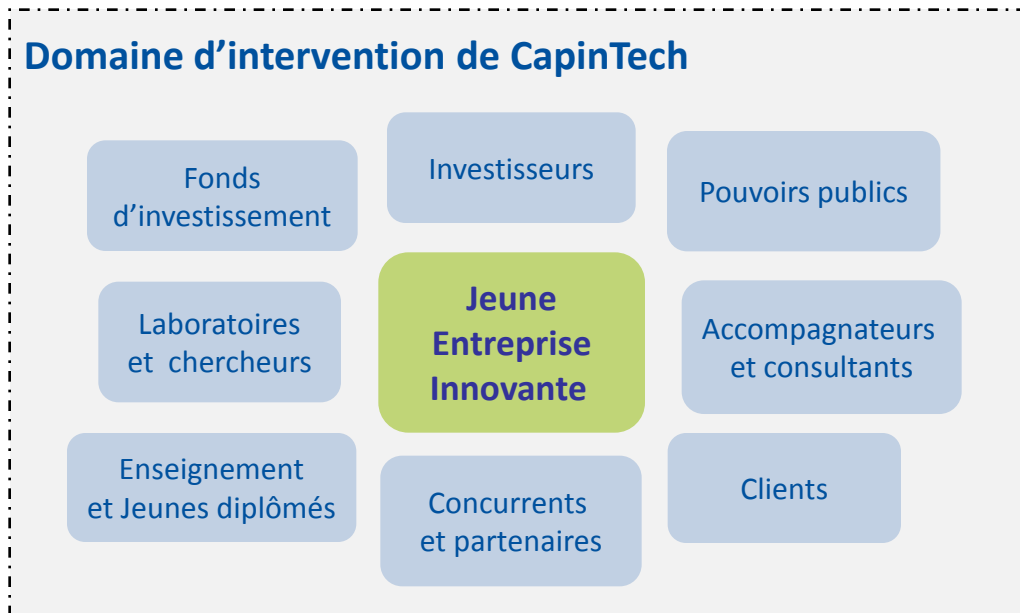 Domaine d’intervention de CapinTech
Fonds
d’investissement
Investisseurs
Pouvoirs publics
Laboratoires
et chercheurs
Jeune
Entreprise
Innovante
Accompagnateurs
et consultants
Enseignement
et Jeunes diplômés
Concurrents
et partenaires
Clients